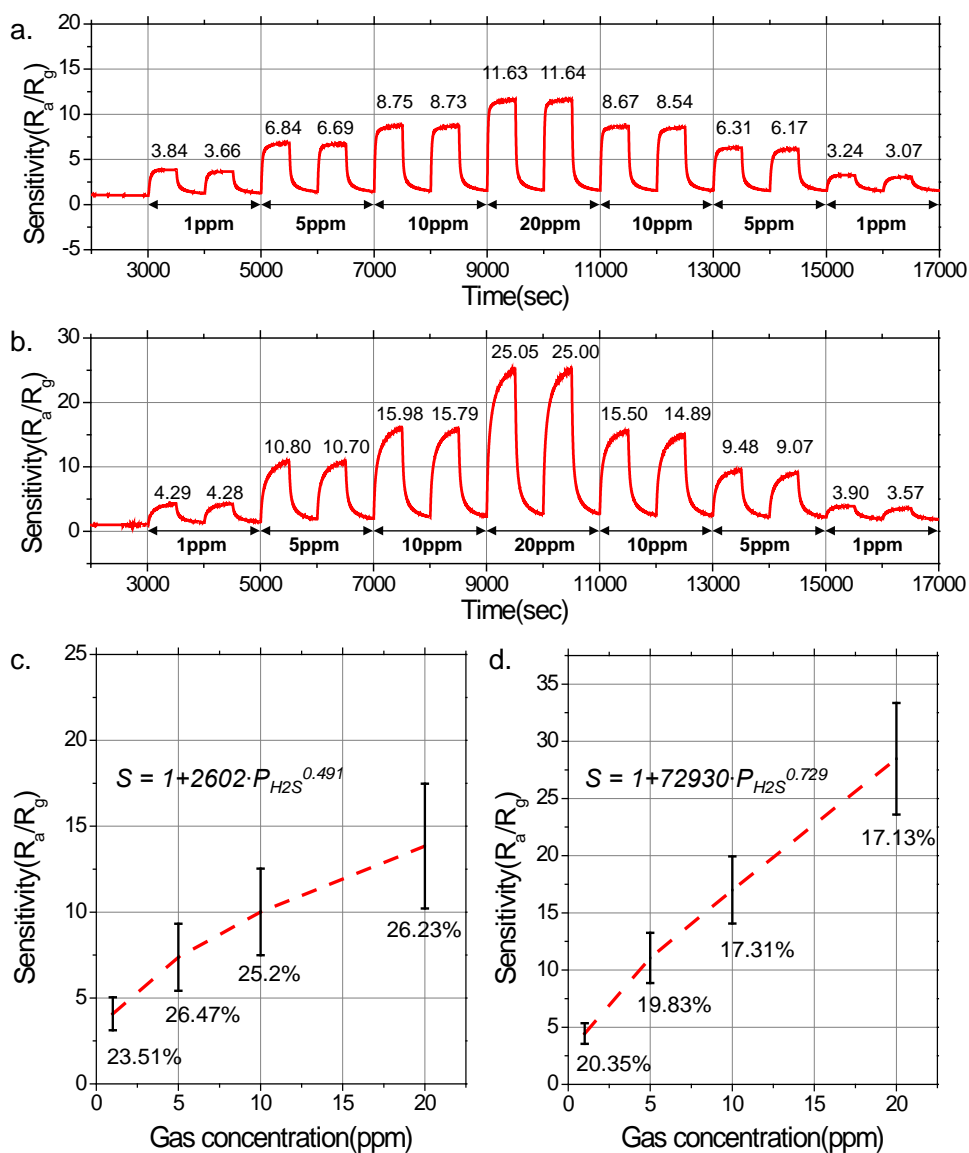 a.
Sensitivity(Ra/Rg)
20
15
10
5
0
-5
3.84 3.66 6.84 6.69 8.75 8.73 11.63 11.64 8.67 8.54 6.31 6.17 3.24 3.07
1ppm 5ppm 10ppm 20ppm 10ppm 5ppm 1ppm
3000 5000 7000 9000 11000 13000 15000 17000
Time(sec)
b.
Sensitivity(Ra/Rg)
30
20
10
0
4.29 4.28 10.80 10.70 15.98 15.79 25.05 25.00 15.50 14.89 9.48 9.07 3.90 3.57
1ppm 5ppm 10ppm 20ppm 10ppm 5ppm 1ppm
3000 5000 7000 9000 11000 13000 15000 17000
Time(sec)
c.
Sensitivity(Ra/Rg)
25
20
15
10
5
0
S = 1+2602·PH2S0.491
23.51%
26.47%
25.2%
26.23%
0 5 10 15 20
Gas concentration(ppm)
d.
Sensitivity(Ra/Rg)
35
30
25
20
15
10
5
0
S = 1+72930·PH2S0.729
20.35%
19.83%
17.31%
17.13%
0 5 10 15 20
Gas concentration(ppm)